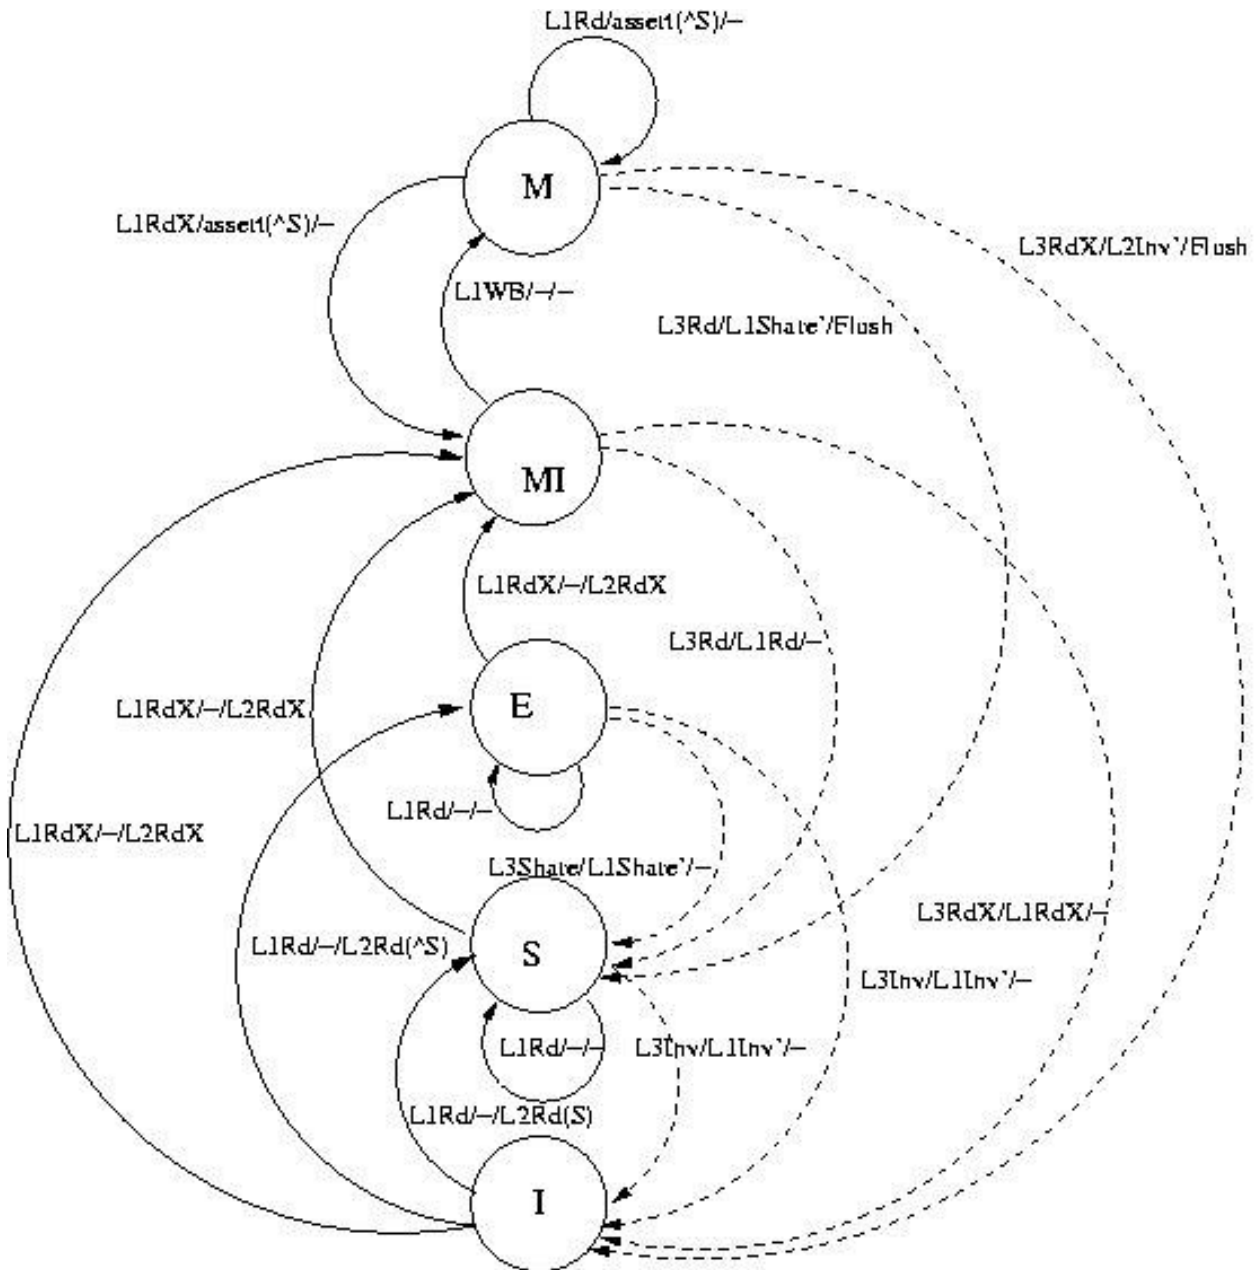 L1Rd/assert(^S)/-
M
L1RdX/assert(^S)/-
L3RdX/L2Inv'/Flush
L1WB/-/-
L3Rd/L1Share'/Flush
MI
L1RdX/-/L2RdX
L3Rd/L1Rd/-
L1RdX/-/L2RdX
E
L1Rd/-/-
L1RdX/-/L2RdX
L3Share/L1Share'/-
L3RdX/L1RdX/-
L1Rd/-/L2Rd(^S)
S
L3Inv/L1Inv'/-
L1Rd/-/-
L3Inv/L1Inv'/-
L1Rd/-/L2Rd(S)
I